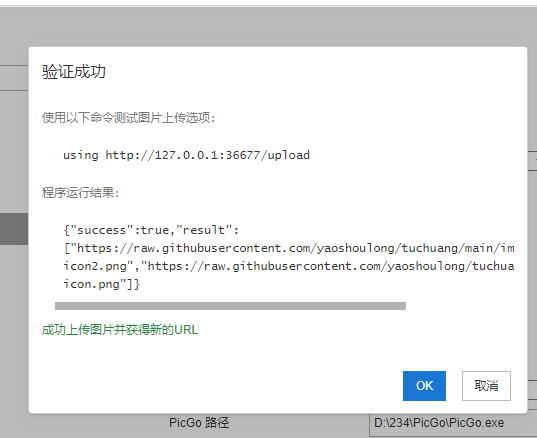 验证成功
使用以下命令测试图片上传选项：
using http://127.0.0.1:36677/upload
程序运行结果：
{"success":true,"result":
["https://raw.githubusercontent.com/yaoshoulong/tuchuang/main/im
icon2.png","https://raw.githubusercontent.com/yaoshoulong/tuchua
icon.png"]}
成功上传图片并获得新的URL
OK 取消
PicGo 路径 D:\234\PicGo\PicGo.exe